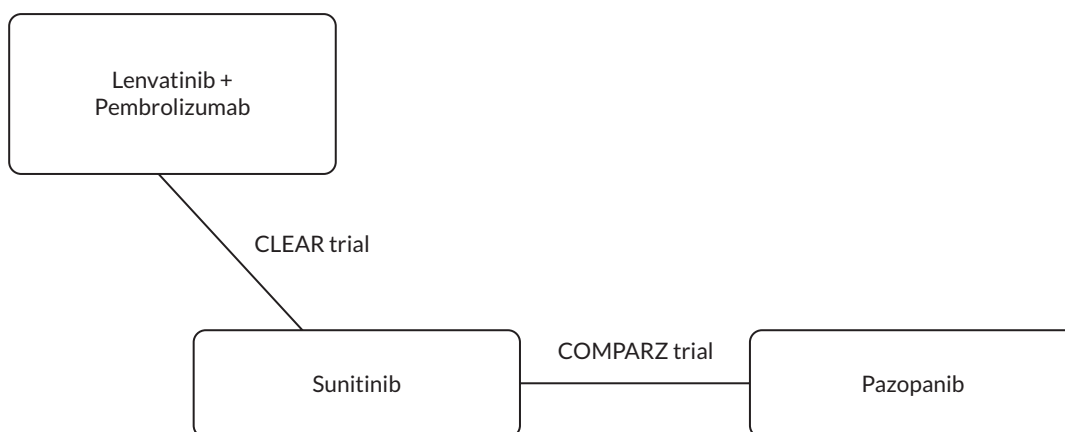 Lenvatinib +
Pembrolizumab
CLEAR trial
COMPARZ trial
Sunitinib
Pazopanib